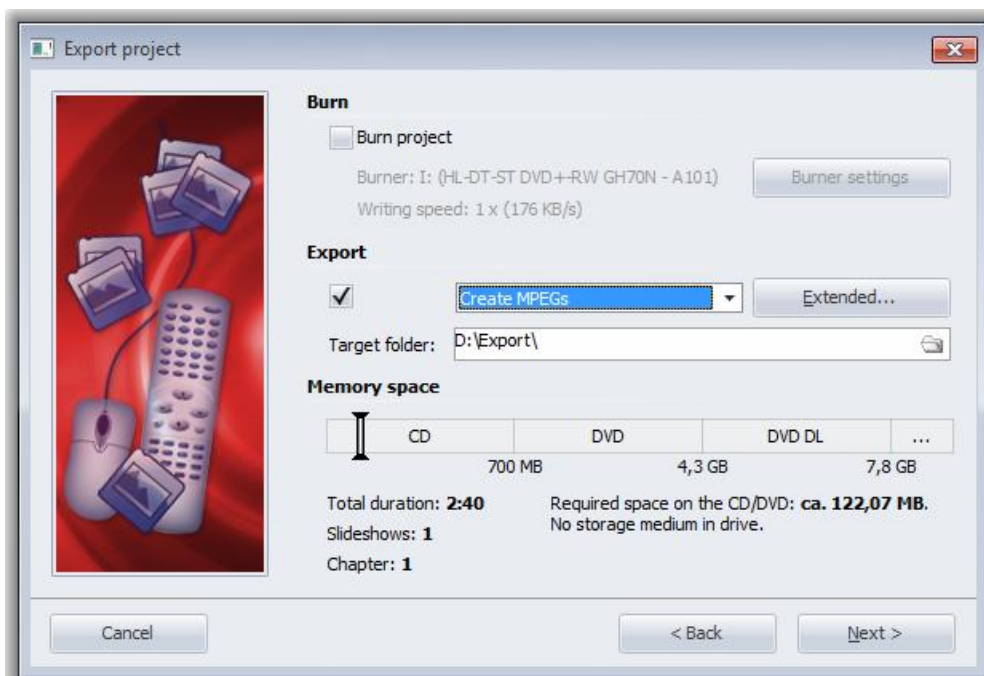 Export project
Burn
Burn project
Burner: I: (HL-DT-ST DVD+-RW GH70N - A101)
Burner settings
Writing speed: 1 x (176 KB/s)
Export
Create MPEGs
Extended...
Target folder: D:\Export\
Memory space
CD DVD DVD DL ...
700 MB 4,3 GB 7,8 GB
Total duration: 2:40 Required space on the CD/DVD: ca. 122,07 MB.
No storage medium in drive.
Slideshows: 1
Chapter: 1
Cancel < Back Next >